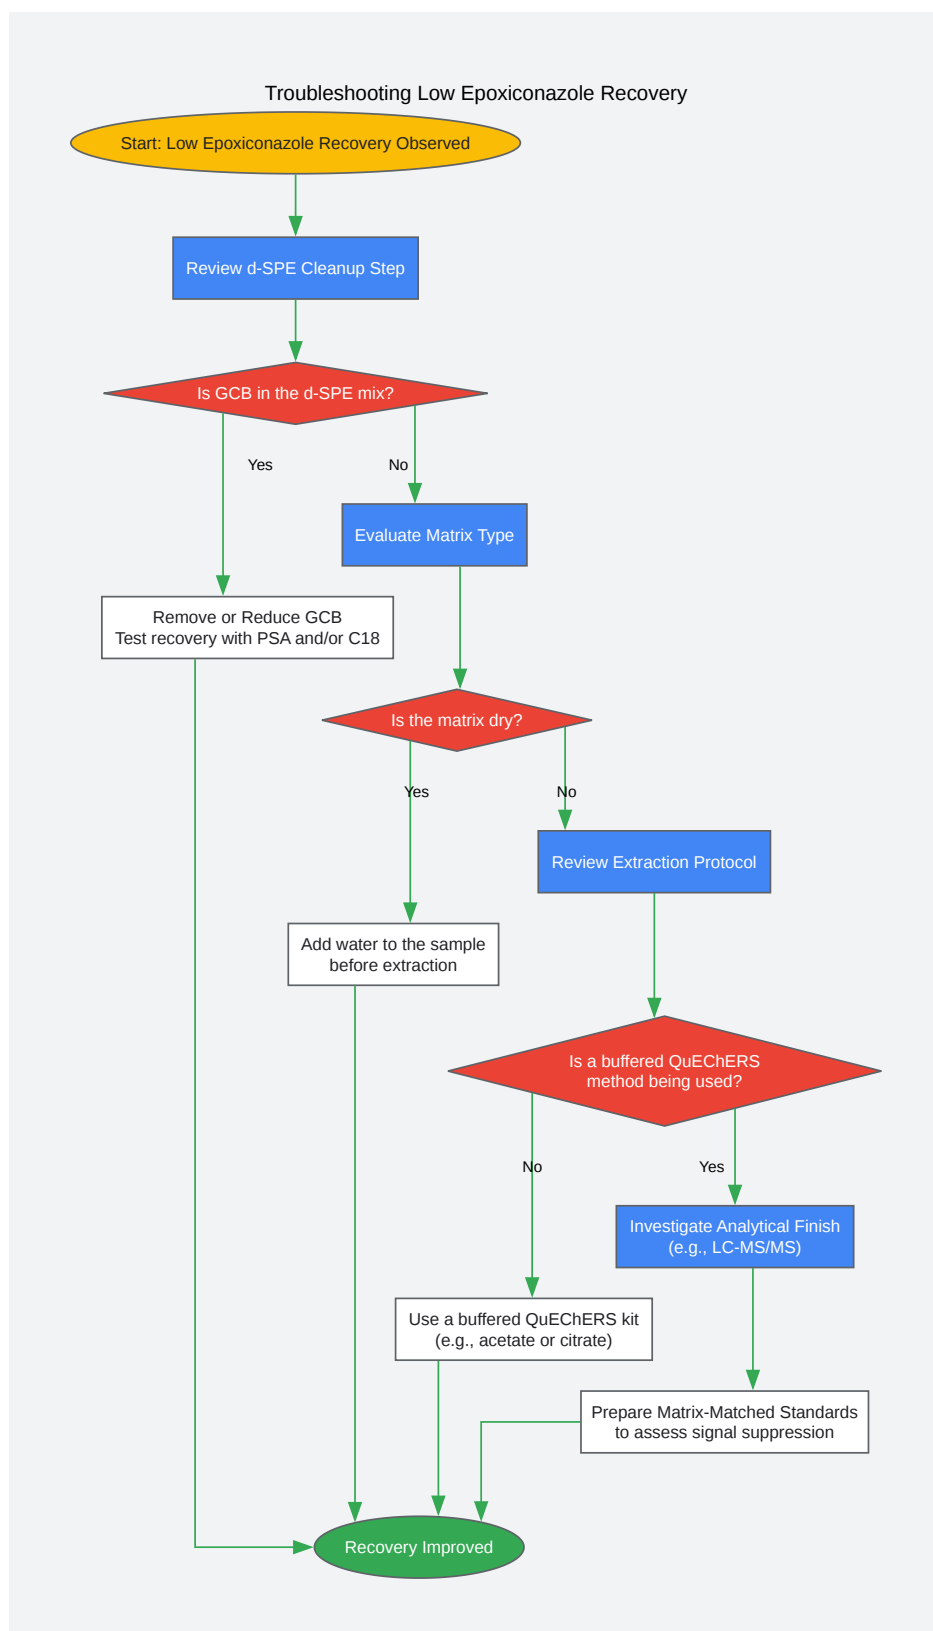 Troubleshooting Low Epoxiconazole Recovery
Start: Low Epoxiconazole Recovery Observed
Review d-SPE Cleanup Step
Is GCB in the d-SPE mix?
Yes
No
Evaluate Matrix Type
Remove or Reduce GCB
Test recovery with PSA and/or C18
Is the matrix dry?
Yes
No
Review Extraction Protocol
Add water to the sample
before extraction
Is a buffered QuEChERS
method being used?
No
Yes
Investigate Analytical Finish
(e.g., LC-MS/MS)
Use a buffered QuEChERS kit
(e.g., acetate or citrate)
Prepare Matrix-Matched Standards
to assess signal suppression
Recovery Improved